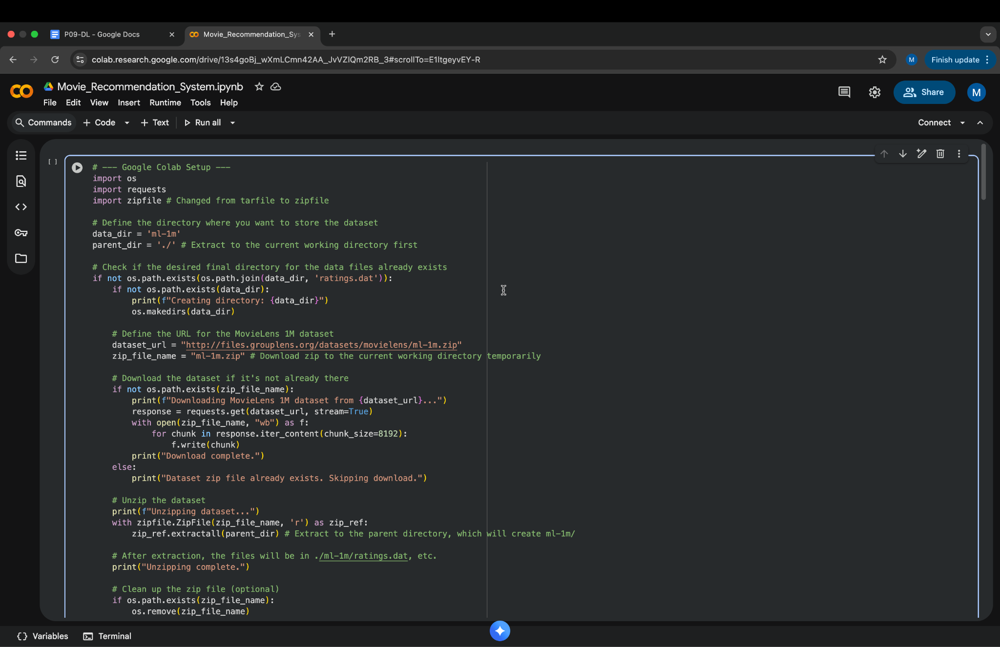 P09-DL - Google Docs
Movie_Recommendation_Sys
colab.research.google.com/drive/13s4goBj_wXmLCmn42AA_JvVZlQm2RB_3#scrollTo=E1ltgeyvEY-R
M
Finish update
Movie_Recommendation_System.ipynb
File Edit View Insert Runtime Tools Help
Share
M
Commands + Code + Text Run all
Connect
[ ]
# --- Google Colab Setup ---
import os
import requests
import zipfile # Changed from tarfile to zipfile
# Define the directory where you want to store the dataset
data_dir = 'ml-1m'
parent_dir = './' # Extract to the current working directory first
# Check if the desired final directory for the data files already exists
if not os.path.exists(os.path.join(data_dir, 'ratings.dat')):
    if not os.path.exists(data_dir):
        print(f"Creating directory: {data_dir}")
        os.makedirs(data_dir)
    # Define the URL for the MovieLens 1M dataset
    dataset_url = "http://files.grouplens.org/datasets/movielens/ml-1m.zip"
    zip_file_name = "ml-1m.zip" # Download zip to the current working directory temporarily
    # Download the dataset if it's not already there
    if not os.path.exists(zip_file_name):
        print(f"Downloading MovieLens 1M dataset from {dataset_url}...")
        response = requests.get(dataset_url, stream=True)
        with open(zip_file_name, "wb") as f:
            for chunk in response.iter_content(chunk_size=8192):
                f.write(chunk)
        print("Download complete.")
    else:
        print("Dataset zip file already exists. Skipping download.")
    # Unzip the dataset
    print(f"Unzipping dataset...")
    with zipfile.ZipFile(zip_file_name, 'r') as zip_ref:
        zip_ref.extractall(parent_dir) # Extract to the parent directory, which will create ml-1m/
    # After extraction, the files will be in ./ml-1m/ratings.dat, etc.
    print("Unzipping complete.")
    # Clean up the zip file (optional)
    if os.path.exists(zip_file_name):
        os.remove(zip_file_name)
Variables
Terminal